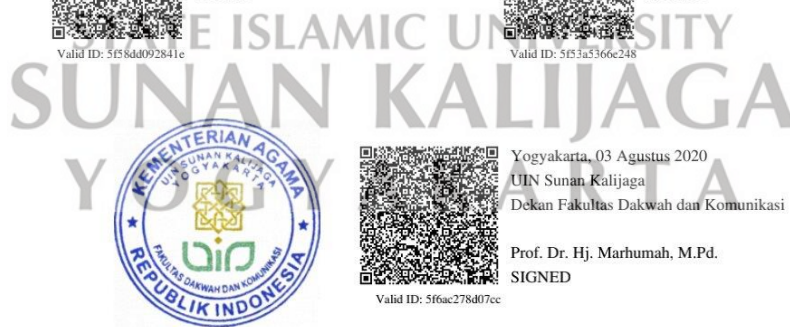 Valid ID: 5f58dd092841e
Valid ID: 5f53a5366e248
STATE ISLAMIC UNIVERSITY
SUNAN KALIJAGA
YOGYAKARTA
KEMENTERIAN AGAMA
UIN SUNAN KALIJAGA
YOGYAKARTA
uin
FAKULTAS DAKWAH DAN KOMUNIKASI
REPUBLIK INDONESIA
Yogyakarta, 03 Agustus 2020
UIN Sunan Kalijaga
Dekan Fakultas Dakwah dan Komunikasi
Prof. Dr. Hj. Marhumah, M.Pd.
SIGNED
Valid ID: 5f6ac278d07cc